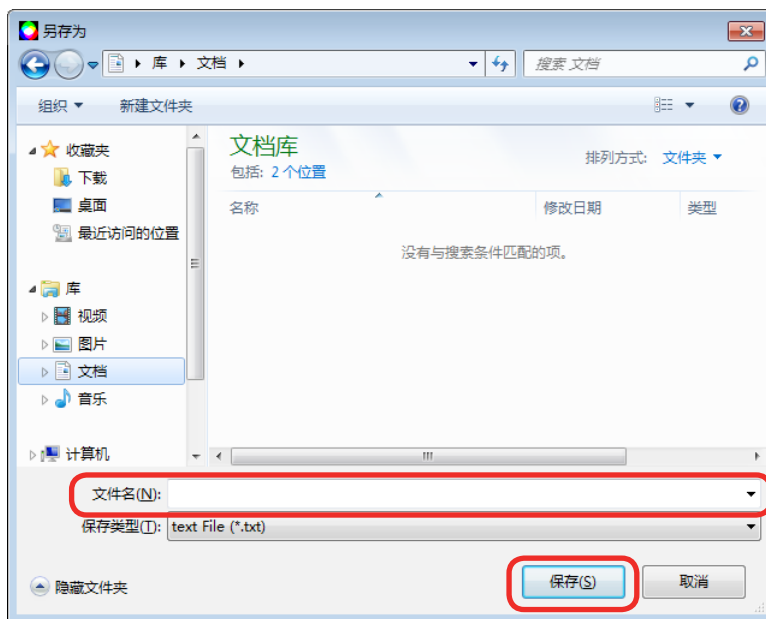 另存为
库 文档
搜索 文档
组织 新建文件夹
收藏夹
下载
桌面
最近访问的位置
库
视频
图片
文档
音乐
计算机
文档库
包括: 2 个位置
排列方式: 文件夹
名称 修改日期 类型
没有与搜索条件匹配的项。
文件名(N):
保存类型(T): text File (*.txt)
隐藏文件夹 保存(S) 取消